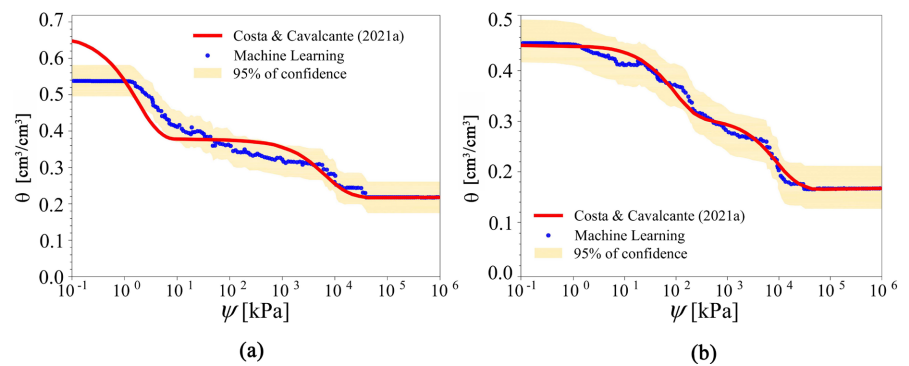 0.7
0.6
0.5
0.4
0.3
0.2
0.1
0.0
θ [cm³/cm³]
Costa & Cavalcante (2021a)
Machine Learning
95% of confidence
10⁻¹ 10⁰ 10¹ 10² 10³ 10⁴ 10⁵ 10⁶
ψ [kPa]
(a)
0.5
0.4
0.3
0.2
0.1
0.0
θ [cm³/cm³]
Costa & Cavalcante (2021a)
Machine Learning
95% of confidence
10⁻¹ 10⁰ 10¹ 10² 10³ 10⁴ 10⁵ 10⁶
ψ [kPa]
(b)